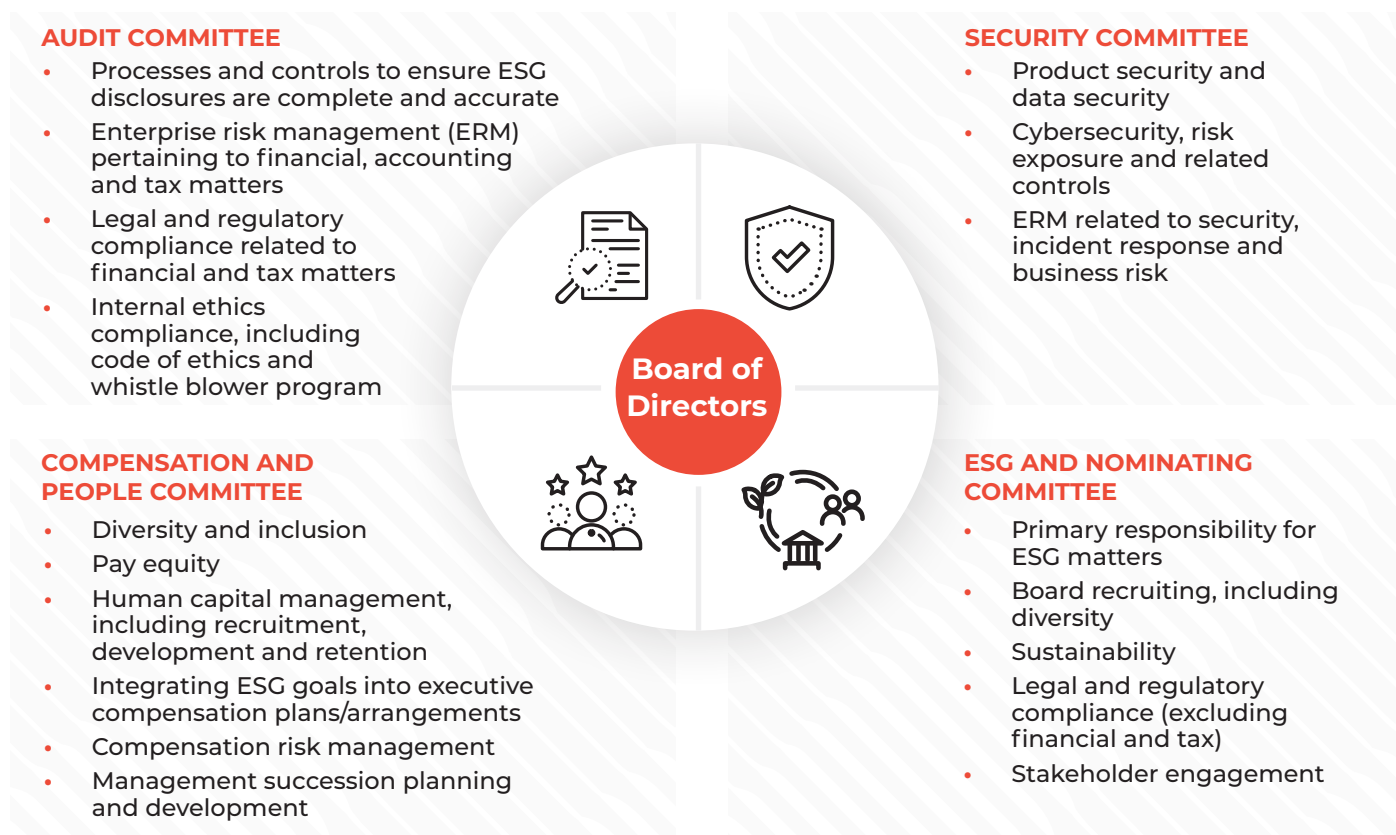 AUDIT COMMITTEE
• Processes and controls to ensure ESG
disclosures are complete and accurate
• Enterprise risk management (ERM)
pertaining to financial, accounting
and tax matters
• Legal and regulatory
compliance related to
financial and tax matters
• Internal ethics
compliance, including
code of ethics and
whistle blower program
SECURITY COMMITTEE
• Product security and
data security
• Cybersecurity, risk
exposure and related
controls
• ERM related to security,
incident response and
business risk
Board of
Directors
COMPENSATION AND
PEOPLE COMMITTEE
• Diversity and inclusion
• Pay equity
• Human capital management,
including recruitment,
development and retention
• Integrating ESG goals into executive
compensation plans/arrangements
• Compensation risk management
• Management succession planning
and development
ESG AND NOMINATING
COMMITTEE
• Primary responsibility for
ESG matters
• Board recruiting, including
diversity
• Sustainability
• Legal and regulatory
compliance (excluding
financial and tax)
• Stakeholder engagement